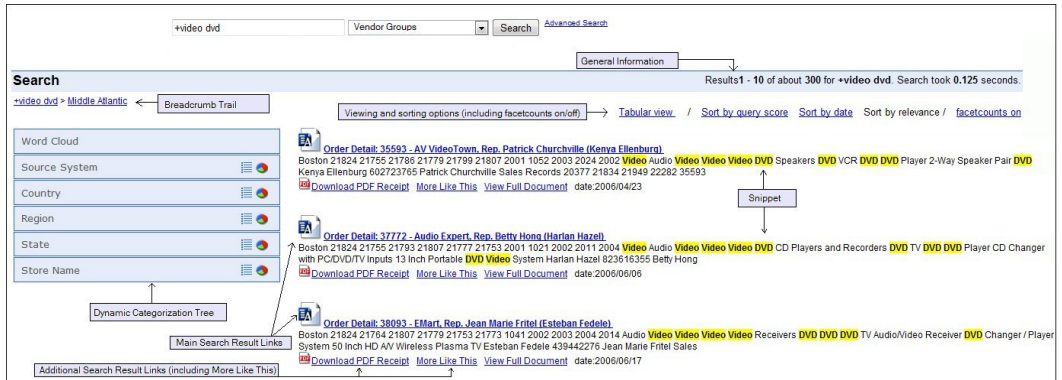 +video dvd Vendor Groups Search Advanced Search
General Information
Search Results1 - 10 of about 300 for +video dvd. Search took 0.125 seconds.
+video dvd > Middle Atlantic Breadcrumb Trail
Viewing and sorting options (including facetcounts on/off) Tabular view / Sort by query score Sort by date Sort by relevance / facetcounts on
Word Cloud
Source System
Country
Region
State
Store Name
Dynamic Categorization Tree
Order Detail: 35593 - AV VideoTown, Rep. Patrick Churchville (Kenya Ellenburg)
Boston 21824 21755 21786 21779 21799 21807 2001 1052 2003 2024 2002 Video Audio Video Video Video DVD Speakers DVD VCR DVD DVD Player 2-Way Speaker Pair DVD
Kenya Ellenburg 602723765 Patrick Churchville Sales Records 20377 21834 21949 22282 35593
Download PDF Receipt More Like This View Full Document date:2006/04/23
Snippet
Order Detail: 37772 - Audio Expert, Rep. Betty Hong (Harlan Hazel)
Boston 21824 21755 21793 21807 21777 21753 2001 1021 2002 2011 2004 Video Audio Video Video Video DVD CD Players and Recorders DVD TV DVD DVD Player CD Changer
with PC/DVD/TV Inputs 13 Inch Portable DVD Video System Harlan Hazel 823616355 Betty Hong
Download PDF Receipt More Like This View Full Document date:2006/06/06
Order Detail: 38093 - EMart, Rep. Jean Marie Fritel (Esteban Fedele)
Boston 21824 21764 21807 21779 21753 21773 1041 2002 2003 2004 2014 Audio Video Video Video Video Receivers DVD DVD DVD TV Audio/Video Receiver DVD Changer / Player
System 50 Inch HD A/V Wireless Plasma TV Esteban Fedele 439442276 Jean Marie Fritel Sales
Download PDF Receipt More Like This View Full Document date:2006/06/17
Main Search Result Links
Additional Search Result Links (including More Like This)